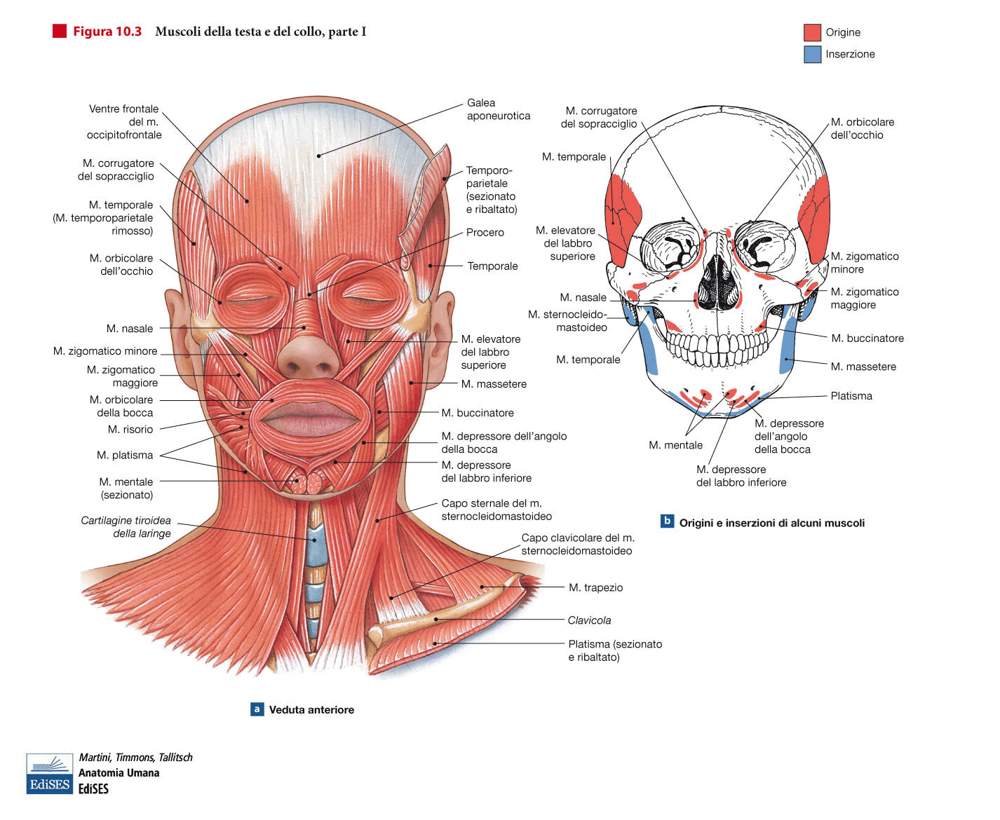 Figura 10.3 Muscoli della testa e del collo, parte I
Origine
Inserzione
Ventre frontale
del m.
occipitofrontale
M. corrugatore
del sopracciglio
M. temporale
(M. temporoparietale
rimosso)
M. orbicolare
dell'occhio
M. nasale
M. zigomatico minore
M. zigomatico
maggiore
M. orbicolare
della bocca
M. risorio
M. platisma
M. mentale
(sezionato)
Cartilagine tiroidea
della laringe
Galea
aponeurotica
Temporo-
parietale
(sezionato
e ribaltato)
Procero
Temporale
M. elevatore
del labbro
superiore
M. massetere
M. buccinatore
M. depressore dell'angolo
della bocca
M. depressore
del labbro inferiore
Capo sternale del m.
sternocleidomastoideo
Capo clavicolare del m.
sternocleidomastoideo
M. trapezio
Clavicola
Platisma (sezionato
e ribaltato)
a Veduta anteriore
M. corrugatore
del sopracciglio
M. temporale
M. elevatore
del labbro
superiore
M. nasale
M. sternocleido-
mastoideo
M. temporale
M. orbicolare
dell'occhio
M. zigomatico
minore
M. zigomatico
maggiore
M. buccinatore
M. massetere
Platisma
M. depressore
dell'angolo
della bocca
M. mentale
M. depressore
del labbro inferiore
b Origini e inserzioni di alcuni muscoli
Martini, Timmons, Tallitsch
Anatomia Umana
EdiSES
EdiSES